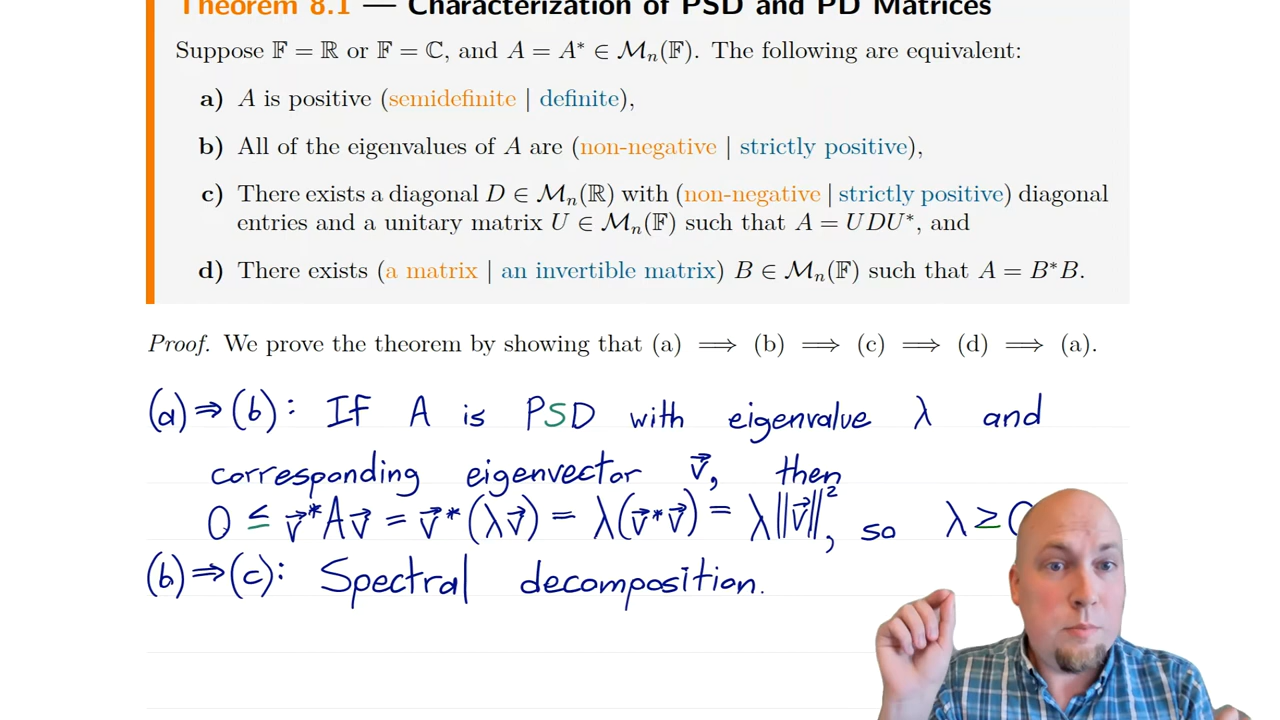 Theorem 8.1 — Characterization of PSD and PD Matrices
Suppose 𝔽 = ℝ or 𝔽 = ℂ, and A = A* ∈ ℳₙ(𝔽). The following are equivalent:
a) A is positive (semidefinite | definite),
b) All of the eigenvalues of A are (non-negative | strictly positive),
c) There exists a diagonal D ∈ ℳₙ(ℝ) with (non-negative | strictly positive) diagonal
entries and a unitary matrix U ∈ ℳₙ(𝔽) such that A = UDU*, and
d) There exists (a matrix | an invertible matrix) B ∈ ℳₙ(𝔽) such that A = B*B.
Proof. We prove the theorem by showing that (a) ⟹ (b) ⟹ (c) ⟹ (d) ⟹ (a).
(a)⇒(b): If A is PSD with eigenvalue λ and
corresponding eigenvector v⃗, then
0 ≤ v⃗*Av⃗ = v⃗*(λv⃗) = λ(v⃗*v⃗) = λ‖v⃗‖², so λ ≥ 0
(b)⇒(c): Spectral decomposition.